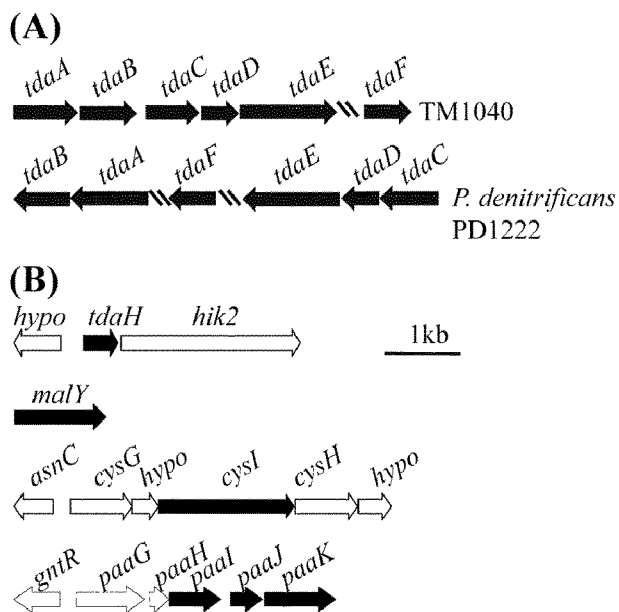 (A)
tdaA tdaB tdaC tdaD tdaE tdaF
TM1040
tdaB tdaA tdaF tdaE tdaD tdaC
P. denitrificans
PD1222
(B)
hypo tdaH hik2
1kb
malY
asnC cysG hypo cysI cysH hypo
gntR paaG paaH paaI paaJ paaK